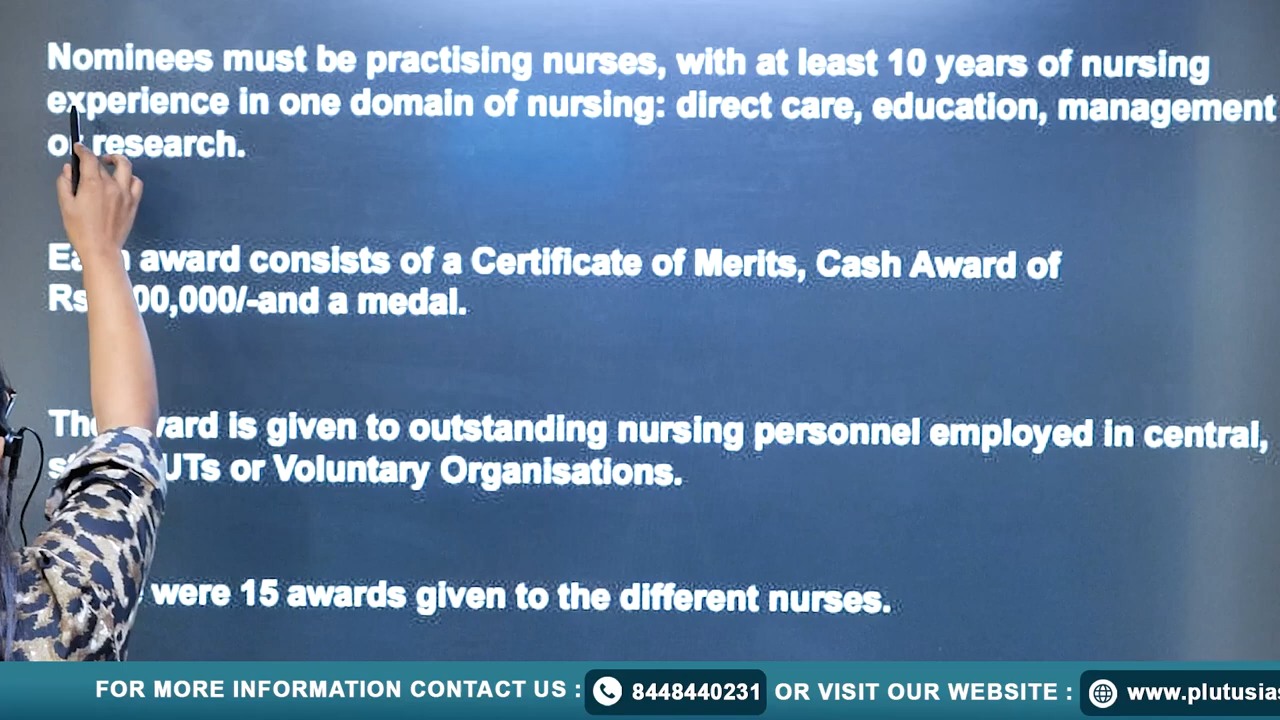 Nominees must be practising nurses, with at least 10 years of nursing
experience in one domain of nursing: direct care, education, management
or research.
award consists of a Certificate of Merits, Cash Award of
00,000/-and a medal.
is given to outstanding nursing personnel employed in central,
UTs or Voluntary Organisations.
were 15 awards given to the different nurses.
FOR MORE INFORMATION CONTACT US : 8448440231 OR VISIT OUR WEBSITE : www.plutusias